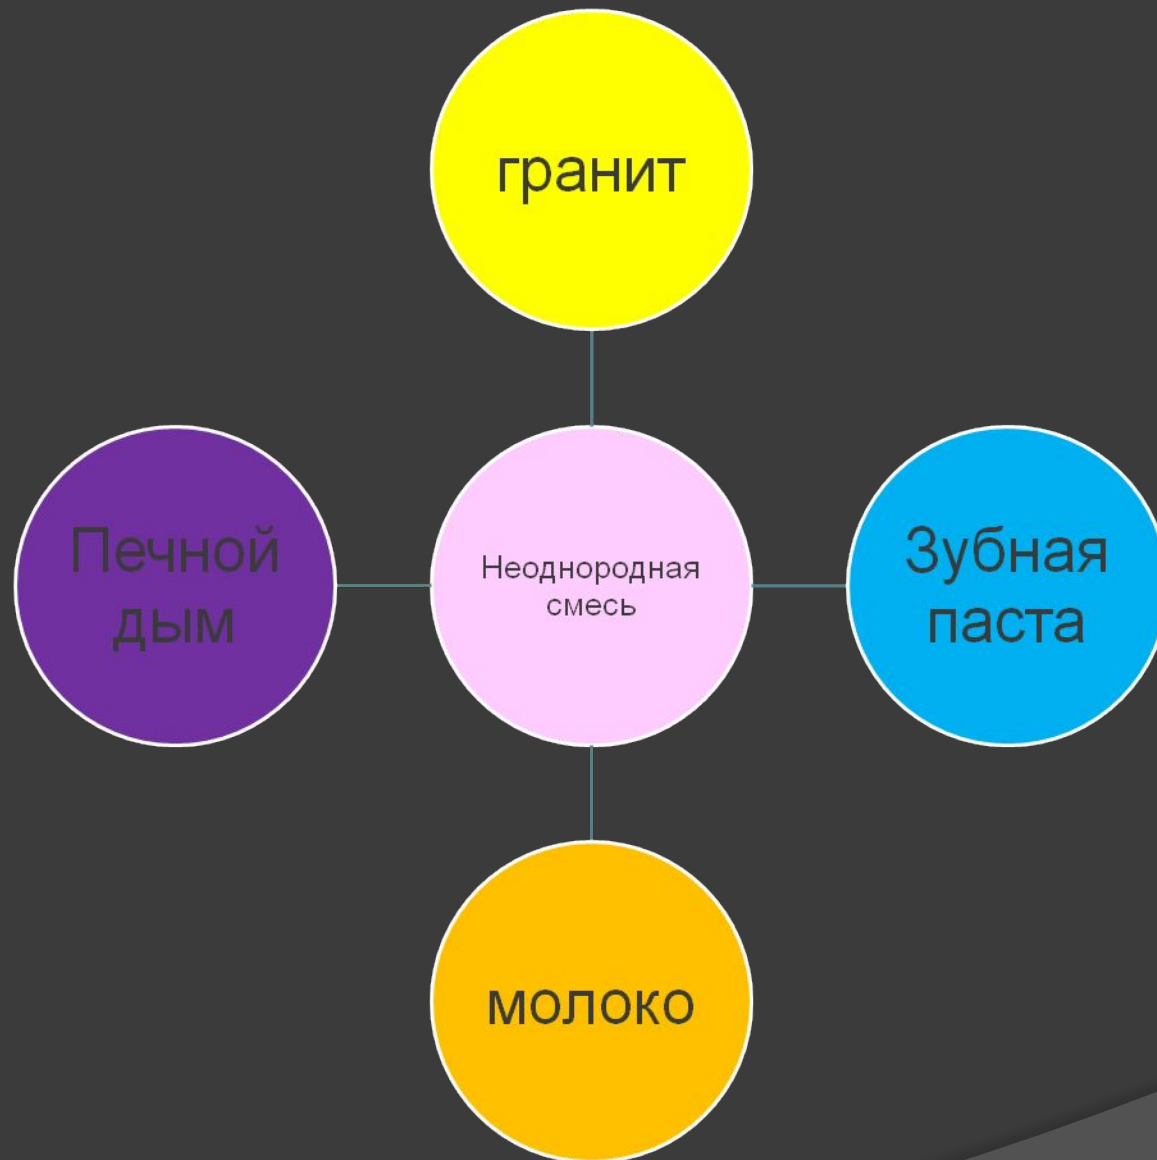 гранит
Печной
дым
Неоднородная
смесь
Зубная
паста
молоко